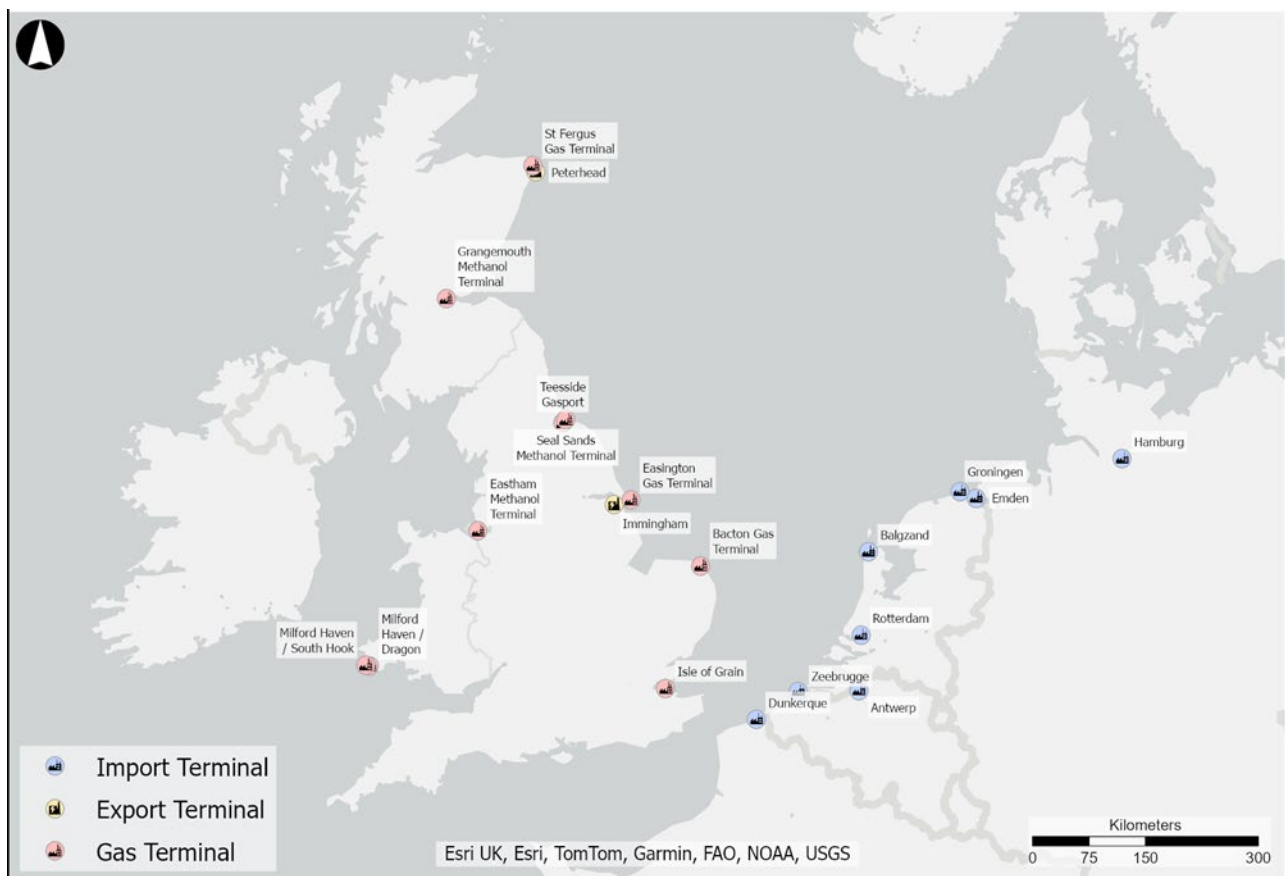 St Fergus
Gas Terminal
Peterhead
Grangemouth
Methanol
Terminal
Teesside
Gasport
Seal Sands
Methanol Terminal
Easington
Gas Terminal
Immingham
Eastham
Methanol
Terminal
Bacton Gas
Terminal
Milford Haven
/ South Hook
Milford
Haven /
Dragon
Isle of Grain
Hamburg
Groningen
Emden
Balgzand
Rotterdam
Zeebrugge
Dunkerque
Antwerp
Import Terminal
Export Terminal
Gas Terminal
Esri UK, Esri, TomTom, Garmin, FAO, NOAA, USGS
Kilometers
0 75 150 300